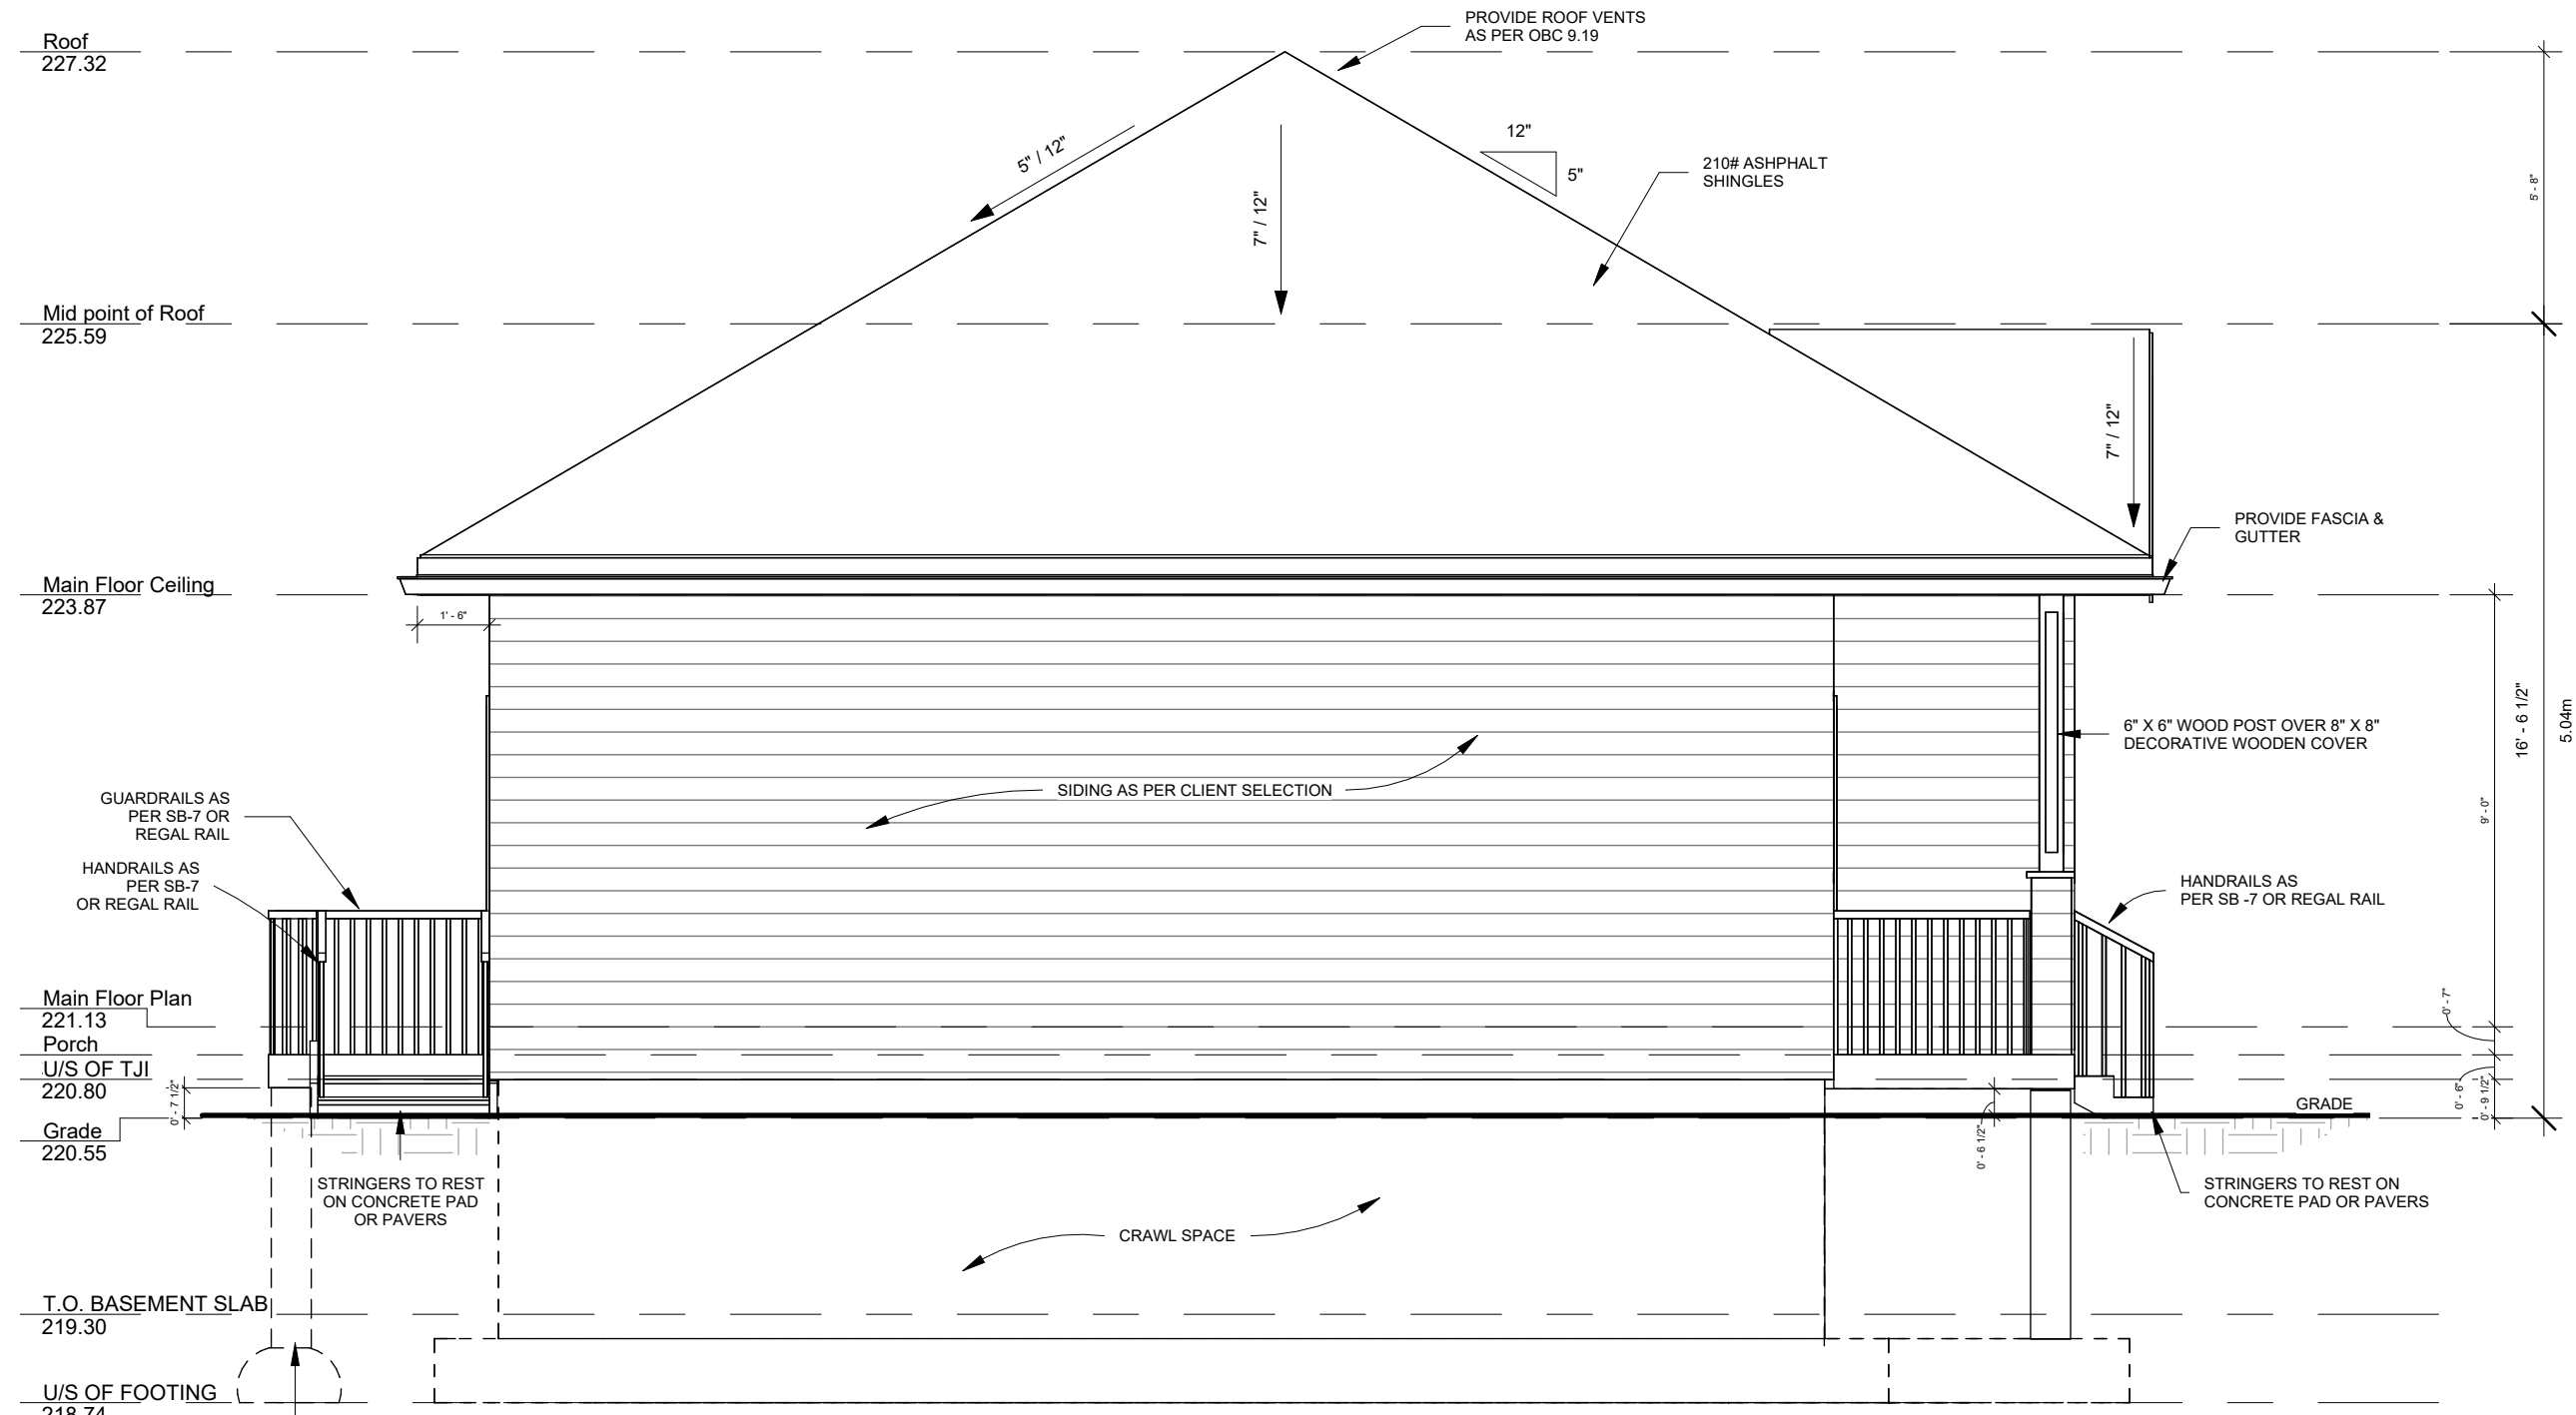 Roof
227.32
PROVIDE ROOF VENTS
AS PER OBC 9.19
5" / 12"
7" / 12"
12"
5"
210# ASHPHALT
SHINGLES
5' - 8"
Mid point of Roof
225.59
7" / 12"
PROVIDE FASCIA &
GUTTER
Main Floor Ceiling
223.87
1' - 6"
6" X 6" WOOD POST OVER 8" X 8"
DECORATIVE WOODEN COVER
16' - 6 1/2"
5.04m
9' - 0"
SIDING AS PER CLIENT SELECTION
GUARDRAILS AS
PER SB-7 OR
REGAL RAIL
HANDRAILS AS
PER SB-7
OR REGAL RAIL
HANDRAILS AS
PER SB -7 OR REGAL RAIL
Main Floor Plan
221.13
Porch
U/S OF TJI
220.80
0' - 7"
0' - 6"
0' - 9 1/2"
0' - 7 1/2"
0' - 6 1/2"
GRADE
Grade
220.55
STRINGERS TO REST
ON CONCRETE PAD
OR PAVERS
STRINGERS TO REST ON
CONCRETE PAD OR PAVERS
CRAWL SPACE
T.O. BASEMENT SLAB
219.30
U/S OF FOOTING
218.74